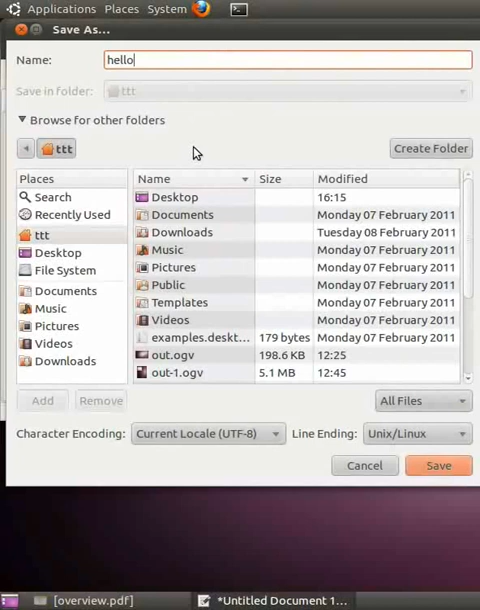 Applications Places System
Save As...
Name: hello
Save in folder: ttt
Browse for other folders
ttt Create Folder
Places Name Size Modified
Search Desktop 16:15
Recently Used Documents Monday 07 February 2011
ttt Downloads Tuesday 08 February 2011
Desktop Music Monday 07 February 2011
File System Pictures Monday 07 February 2011
Documents Public Monday 07 February 2011
Music Templates Monday 07 February 2011
Pictures Videos Monday 07 February 2011
Videos examples.deskt... 179 bytes Monday 07 February 2011
Downloads out.ogv 198.6 KB 12:25
out-1.ogv 5.1 MB 12:45
Add Remove All Files
Character Encoding: Current Locale (UTF-8) Line Ending: Unix/Linux
Cancel Save
[overview.pdf] *Untitled Document 1...